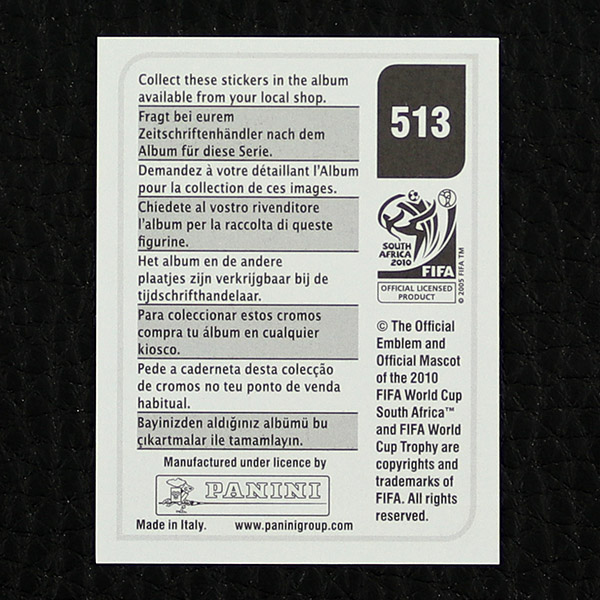 Collect these stickers in the album
available from your local shop.
Fragt bei eurem
Zeitschriftenhändler nach dem
Album für diese Serie.
Demandez à votre détaillant l'Album
pour la collection de ces images.
Chiedete al vostro rivenditore
l'album per la raccolta di queste
figurine.
Het album en de andere
plaatjes zijn verkrijgbaar bij de
tijdschrifthandelaar.
Para coleccionar estos cromos
compra tu álbum en cualquier
kiosco.
Pede a caderneta desta colecção
de cromos no teu ponto de venda
habitual.
Bayinizden aldığınız albümü bu
çıkartmalar ile tamamlayın.
Manufactured under licence by
PANINI
Made in Italy. www.paninigroup.com
513
SOUTH
AFRICA
2010
FIFA
OFFICIAL LICENSED
PRODUCT
© 2005 FIFA TM
© The Official
Emblem and
Official Mascot
of the 2010
FIFA World Cup
South Africa™
and FIFA World
Cup Trophy are
copyrights and
trademarks of
FIFA. All rights
reserved.